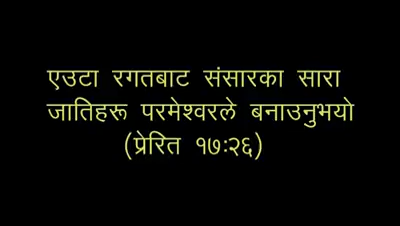 एउटा रगतबाट संसारका सारा
जातिहरू परमेश्वरले बनाउनुभयो
(प्रेरित १७:२६)